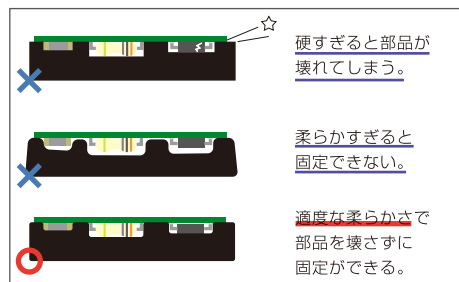 硬すぎると部品が
壊れてしまう。
柔らかすぎると
固定できない。
適度な柔らかさで
部品を壊さずに
固定ができる。